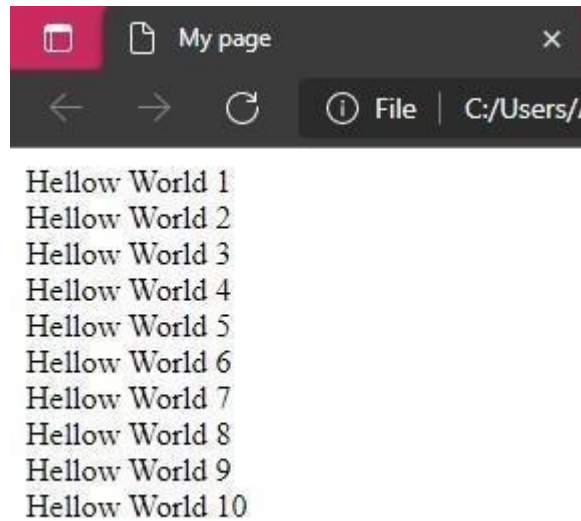 My page
File C:/Users/
Hellow World 1
Hellow World 2
Hellow World 3
Hellow World 4
Hellow World 5
Hellow World 6
Hellow World 7
Hellow World 8
Hellow World 9
Hellow World 10